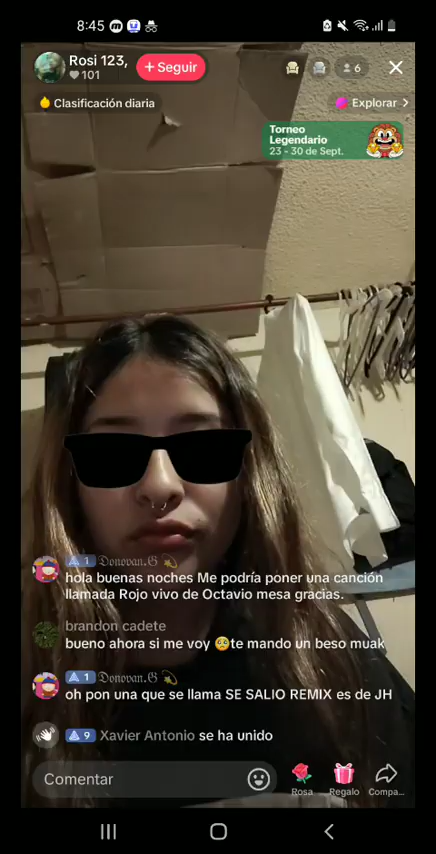 8:45
Rosi 123,
101
+ Seguir
6
Clasificación diaria
Explorar >
Torneo
Legendario
23 - 30 de Sept.
1 Donovan.G
hola buenas noches Me podría poner una canción
llamada Rojo vivo de Octavio mesa gracias.
brandon cadete
bueno ahora si me voy 🥺te mando un beso muak
1 Donovan.G
oh pon una que se llama SE SALIO REMIX es de JH
9 Xavier Antonio se ha unido
Comentar
Rosa
Regalo
Compa...